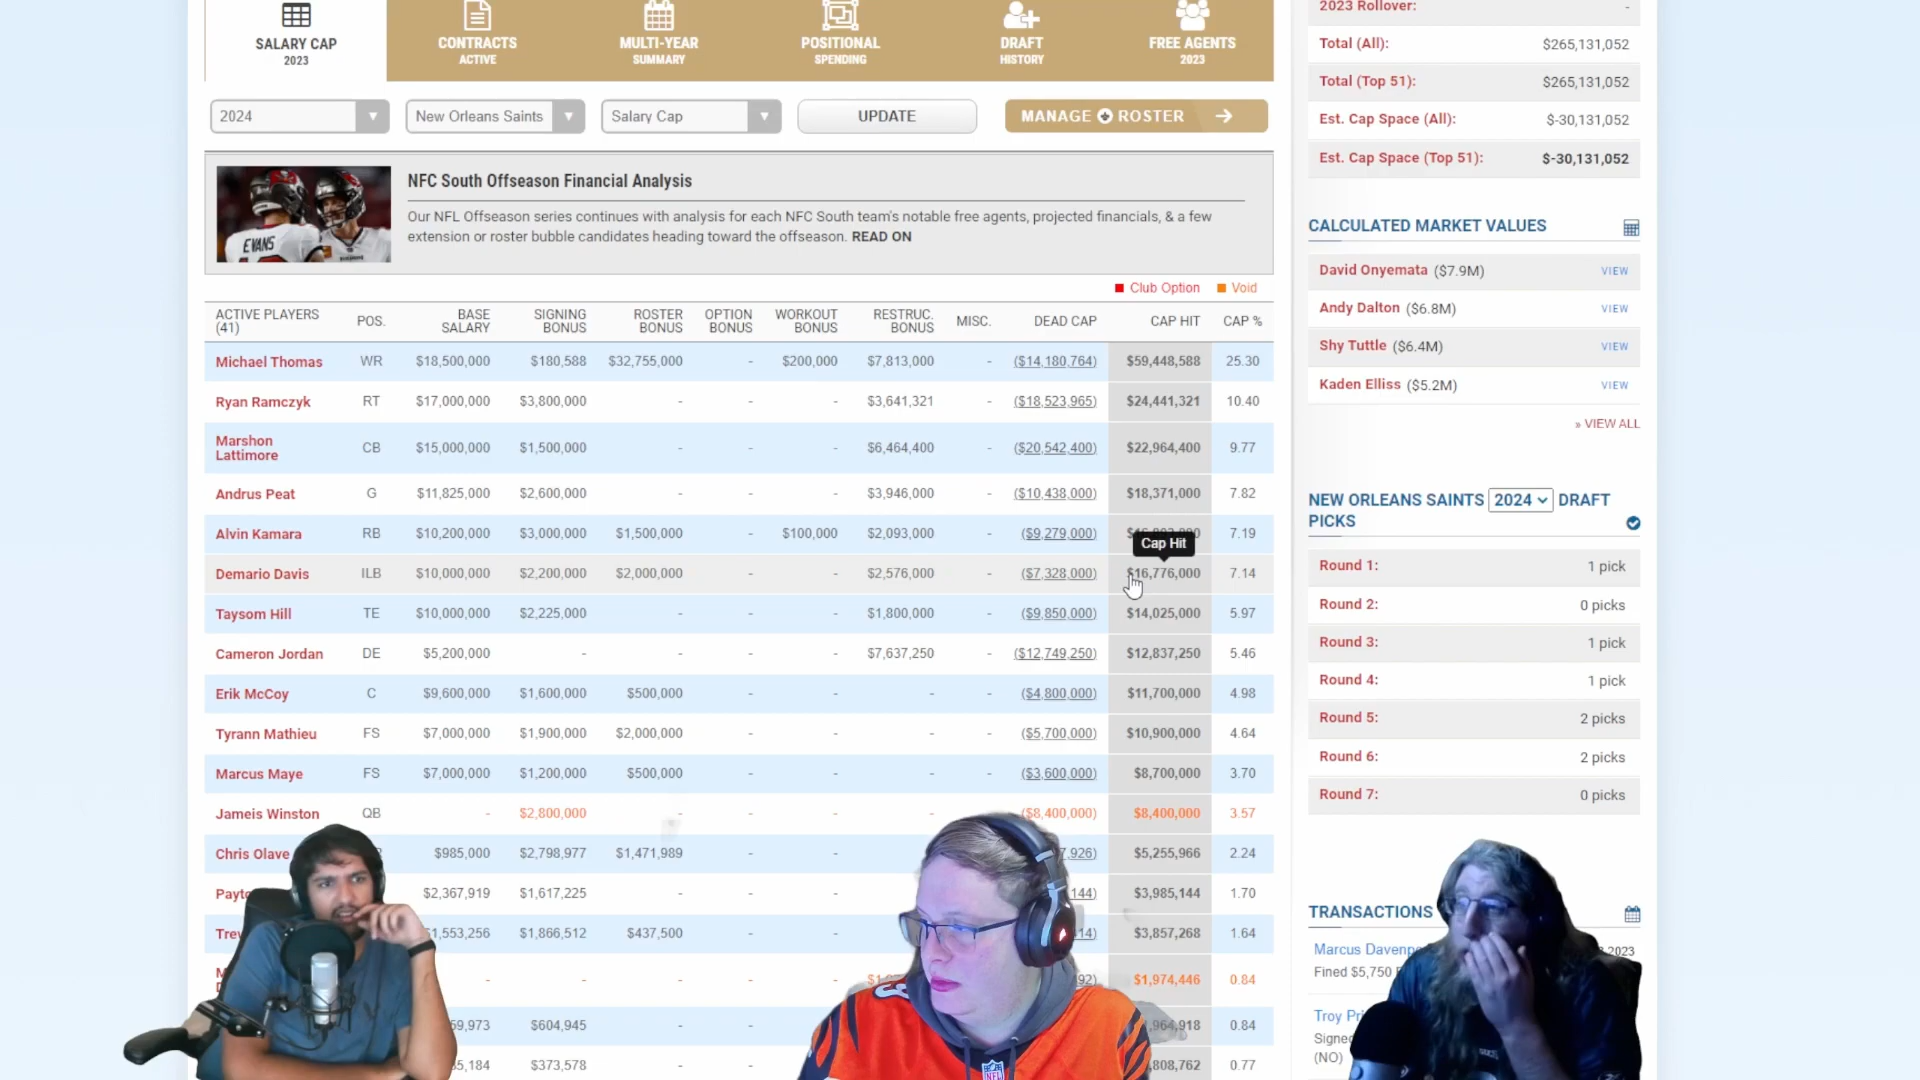 SALARY CAP
2023
CONTRACTS
ACTIVE
MULTI-YEAR
SUMMARY
POSITIONAL
SPENDING
DRAFT
HISTORY
FREE AGENTS
2023
2024
New Orleans Saints
Salary Cap
UPDATE
MANAGE ROSTER
EVANS
NFC South Offseason Financial Analysis
Our NFL Offseason series continues with analysis for each NFC South team's notable free agents, projected financials, & a few
extension or roster bubble candidates heading toward the offseason. READ ON
Club Option Void
ACTIVE PLAYERS (41) POS. BASE SALARY SIGNING BONUS ROSTER BONUS OPTION BONUS WORKOUT BONUS RESTRUC. BONUS MISC. DEAD CAP CAP HIT CAP %
Michael Thomas WR $18,500,000 $180,588 $32,755,000 - $200,000 $7,813,000 - ($14,180,764) $59,448,588 25.30
Ryan Ramczyk RT $17,000,000 $3,800,000 - - - $3,641,321 - ($18,523,965) $24,441,321 10.40
Marshon Lattimore CB $15,000,000 $1,500,000 - - - $6,464,400 - ($20,542,400) $22,964,400 9.77
Andrus Peat G $11,825,000 $2,600,000 - - - $3,946,000 - ($10,438,000) $18,371,000 7.82
Alvin Kamara RB $10,200,000 $3,000,000 $1,500,000 - $100,000 $2,093,000 - ($9,279,000) 7.19
Cap Hit
Demario Davis ILB $10,000,000 $2,200,000 $2,000,000 - - $2,576,000 - ($7,328,000) $16,776,000 7.14
Taysom Hill TE $10,000,000 $2,225,000 - - - $1,800,000 - ($9,850,000) $14,025,000 5.97
Cameron Jordan DE $5,200,000 - - - - $7,637,250 - ($12,749,250) $12,837,250 5.46
Erik McCoy C $9,600,000 $1,600,000 $500,000 - - - - ($4,800,000) $11,700,000 4.98
Tyrann Mathieu FS $7,000,000 $1,900,000 $2,000,000 - - - - ($5,700,000) $10,900,000 4.64
Marcus Maye FS $7,000,000 $1,200,000 $500,000 - - - - ($3,600,000) $8,700,000 3.70
Jameis Winston QB - $2,800,000 - - - - - ($8,400,000) $8,400,000 3.57
Chris Olave $985,000 $2,798,977 $1,471,989 - - - 7,926) $5,255,966 2.24
$2,367,919 $1,617,225 - - - 144) $3,985,144 1.70
$1,553,256 $1,866,512 $437,500 - - 14) $3,857,268 1.64
- - - - - 92) $1,974,446 0.84
59,973 $604,945 - - - 964,918 0.84
5,184 $373,578 - - - 808,762 0.77
2023 Rollover: -
Total (All): $265,131,052
Total (Top 51): $265,131,052
Est. Cap Space (All): $-30,131,052
Est. Cap Space (Top 51): $-30,131,052
CALCULATED MARKET VALUES
David Onyemata ($7.9M) VIEW
Andy Dalton ($6.8M) VIEW
Shy Tuttle ($6.4M) VIEW
Kaden Elliss ($5.2M) VIEW
» VIEW ALL
NEW ORLEANS SAINTS 2024 DRAFT
PICKS
Round 1: 1 pick
Round 2: 0 picks
Round 3: 1 pick
Round 4: 1 pick
Round 5: 2 picks
Round 6: 2 picks
Round 7: 0 picks
TRANSACTIONS
Marcus 2023
Fined $5,750
Troy
(NO)
NFL